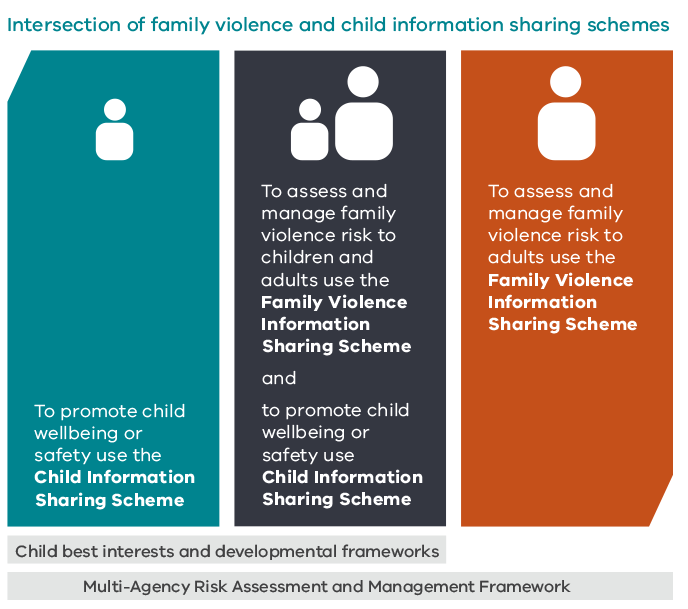 Intersection of family violence and child information sharing schemes
To promote child
wellbeing or
safety use the
Child Information
Sharing Scheme
To assess and
manage family
violence risk to
children and
adults use the
Family Violence
Information
Sharing Scheme
and
to promote child
wellbeing or
safety use
Child Information
Sharing Scheme
To assess and
manage family
violence risk to
adults use the
Family Violence
Information
Sharing Scheme
Child best interests and developmental frameworks
Multi-Agency Risk Assessment and Management Framework